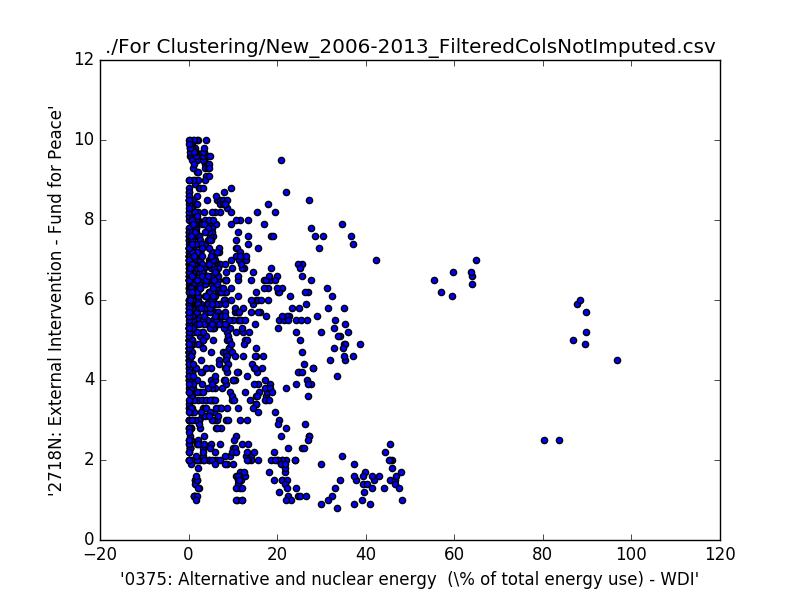 ./For Clustering/New_2006-2013_FilteredColsNotImputed.csv
12
10
8
6
4
2
0
'2718N: External Intervention - Fund for Peace'
−20 0 20 40 60 80 100 120
'0375: Alternative and nuclear energy  (\% of total energy use) - WDI'